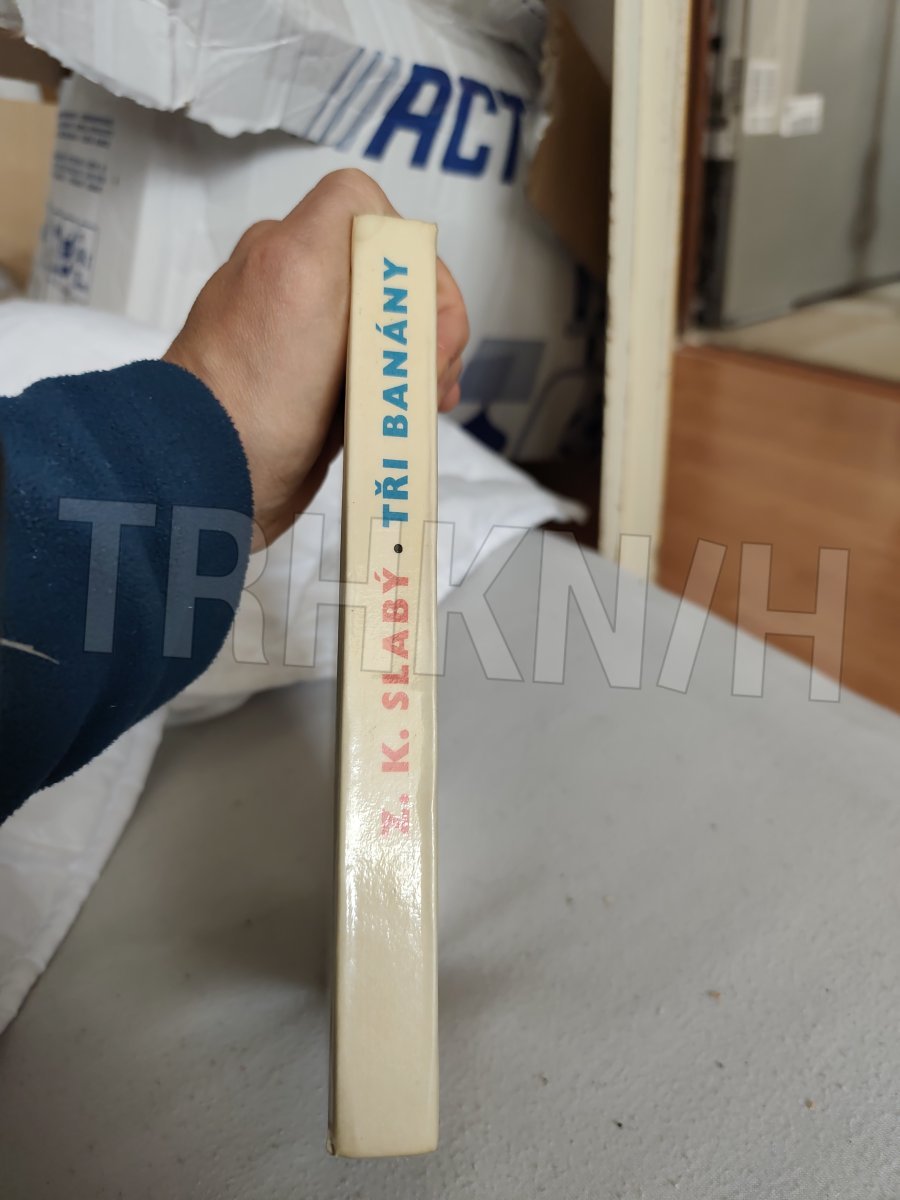 ACT
Z. K. SLABÝ • TŘI BANÁNY
TRHKNIH